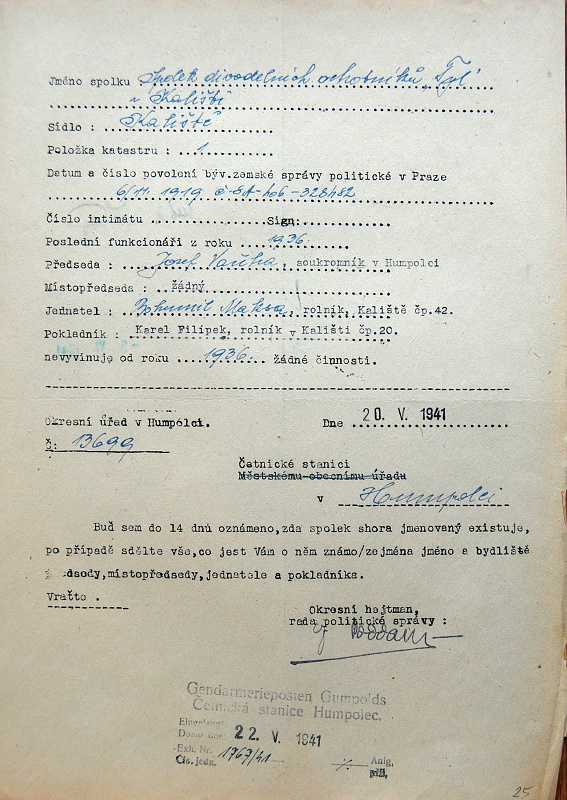 Jméno spolku Spolek divadelních ochotníků „Tyl"
v Kališti
Sídlo : Kaliště
Položka katastru : 1
Datum a číslo povolení býv.zemské správy politické v Praze
6/11. 1919 č 8A-606-328482
Číslo intimátu Sign:
Poslední funkcionáři z roku 1936
Předseda : Josef Vaňha, soukromník v Humpolci
Místopředseda : žádný
Jednatel : Bohumil Maksa, rolník, Kaliště čp.42.
Pokladník : Karel Filípek, rolník v Kališti čp.20.
nevyvinuje od roku 1936 žádné činnosti.
Okresní úřad v Humpolci. Dne 20. V. 1941
Č: 13699
Četnické stanici
Městskému-obecnímu úřadu
v Humpolci
Buď sem do 14 dnů oznámeno,zda spolek shora jmenovaný existuje,
po případě sdělte vše,co jest Vám o něm známo/zejména jméno a bydliště
předsedy,místopředsedy,jednatele a pokladníka.
Vraťte .
Okresní hejtman,
rada politické správy :
Gendarmerieposten Gumpolds
Četnická stanice Humpolec.
Eingelangt
Došlo dne 22. V. 1941
Exh. Nr. 1767/41 Anlg.
Čís. jedn. příl.
25